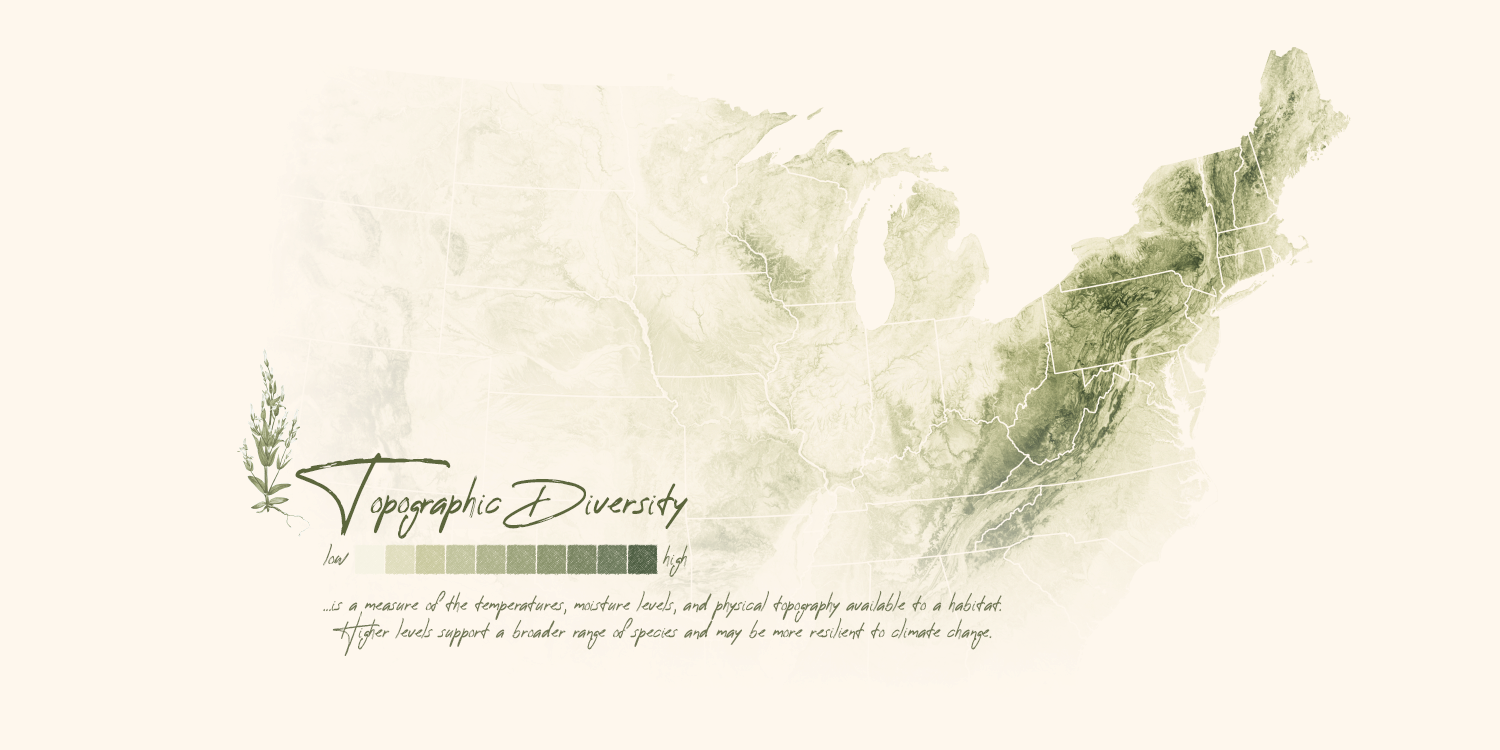 Topographic Diversity
low high
...is a measure of the temperatures, moisture levels, and physical topography available to a habitat.
Higher levels support a broader range of species and may be more resilient to climate change.